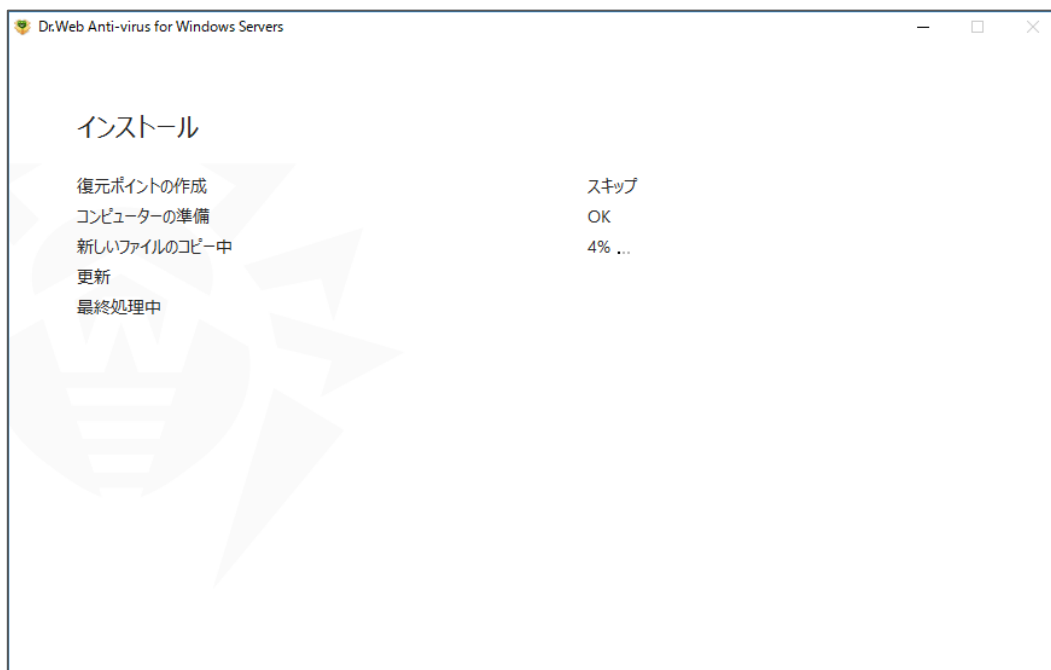 Dr.Web Anti-virus for Windows Servers
インストール
復元ポイントの作成 スキップ
コンピューターの準備 OK
新しいファイルのコピー中 4% ...
更新
最終処理中